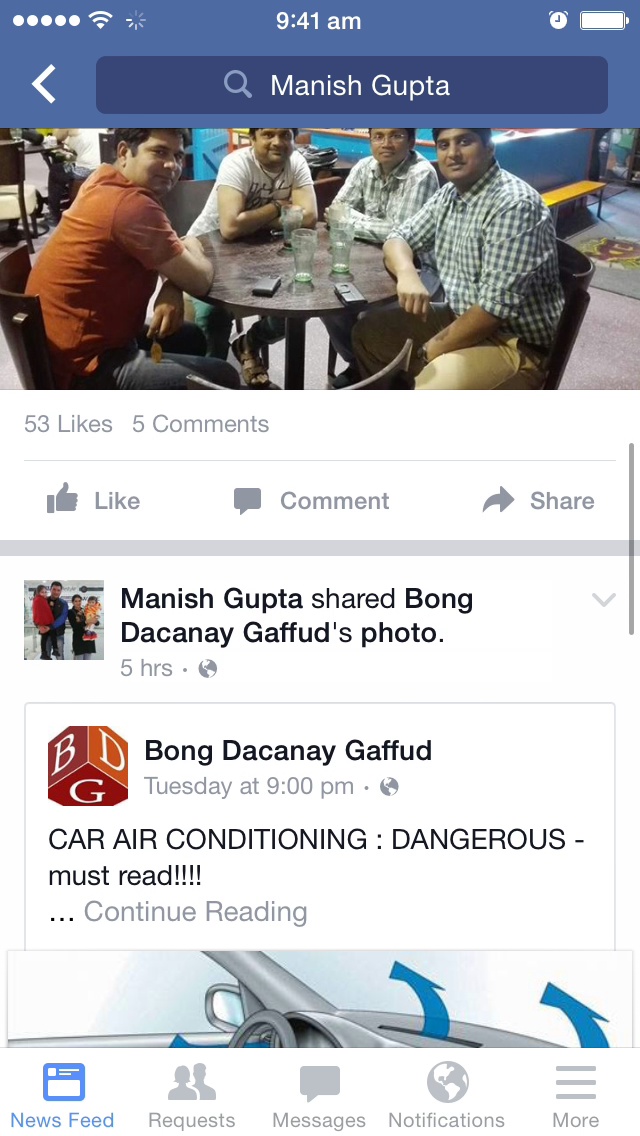 9:41 am
Manish Gupta
53 Likes 5 Comments
Like Comment Share
Manish Gupta shared Bong
Dacanay Gaffud's photo.
5 hrs ·
B D
G
Bong Dacanay Gaffud
Tuesday at 9:00 pm ·
CAR AIR CONDITIONING : DANGEROUS -
must read!!!!
... Continue Reading
News Feed Requests Messages Notifications More